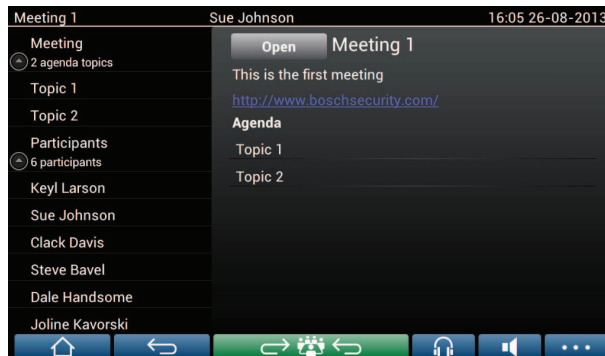 Meeting 1 Sue Johnson 16:05 26-08-2013
Meeting
2 agenda topics
Topic 1
Topic 2
Participants
6 participants
Keyl Larson
Sue Johnson
Clack Davis
Steve Bavel
Dale Handsome
Joline Kavorski
Open Meeting 1
This is the first meeting
http://www.boschsecurity.com/
Agenda
Topic 1
Topic 2